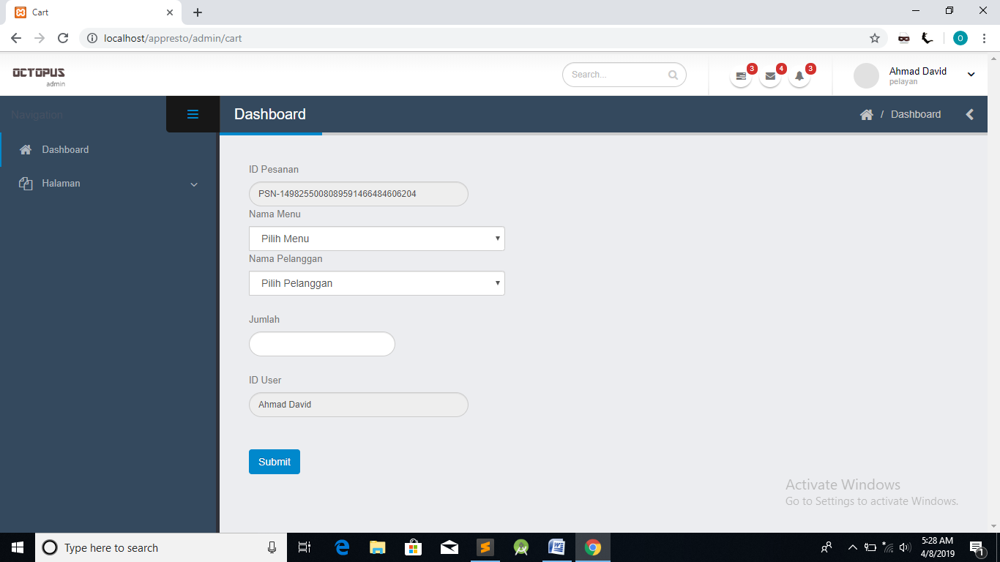 Cart
localhost/appresto/admin/cart
O
OCTOPUS
admin
Search...
3
4
3
Ahmad David
pelayan
Navigation
Dashboard
/ Dashboard
Dashboard
Halaman
ID Pesanan
PSN-1498255008089591466484606204
Nama Menu
Pilih Menu
Nama Pelanggan
Pilih Pelanggan
Jumlah
ID User
Ahmad David
Submit
Activate Windows
Go to Settings to activate Windows.
Type here to search
5:28 AM
4/8/2019
1